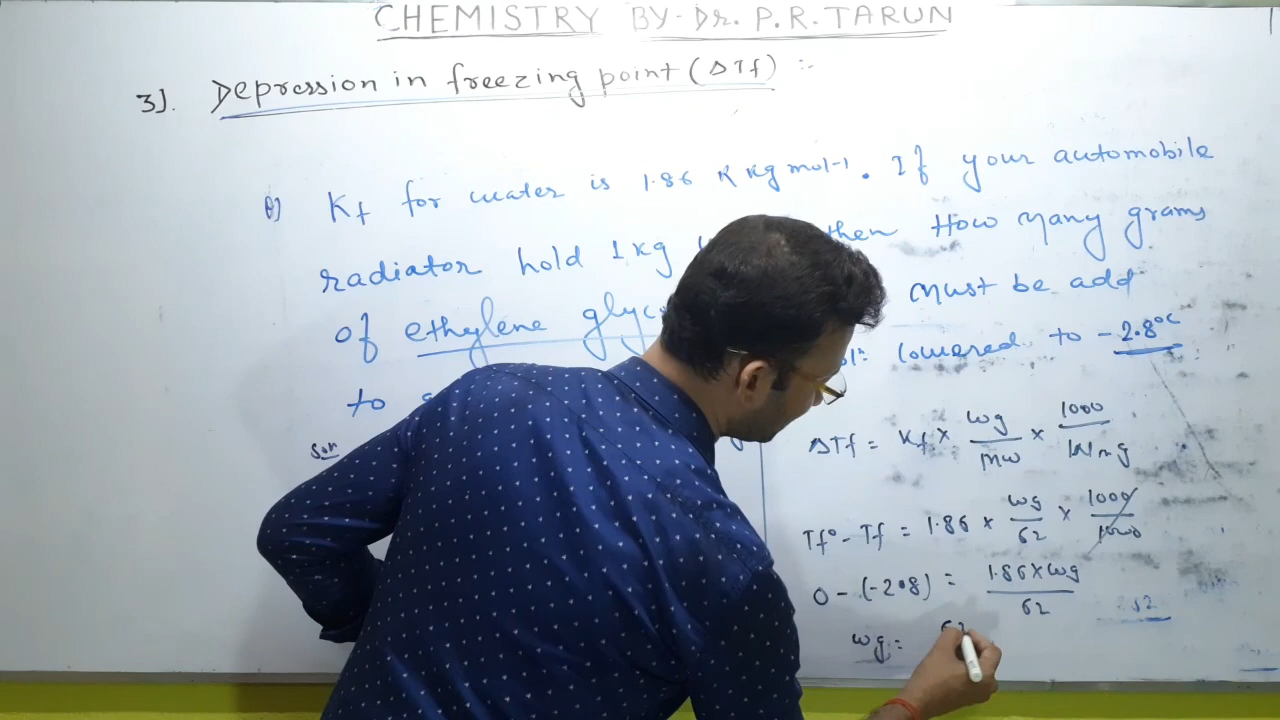 CHEMISTRY BY- Dr. P.R. TARUN
3]. Depression in freezing point (ΔTf) :-
Q] Kf for water is 1.86 K kg mol-1. If your automobile
radiator hold 1 kg then How many grams
of ethylene must be add
to lowered to -2.8°C
Soln
ΔTf = Kf × wg/mw × 1000/W in g
Tf° - Tf = 1.86 × wg/62 × 1000/1000
0 - (-2.8) = 1.86 × wg/62
wg = 62